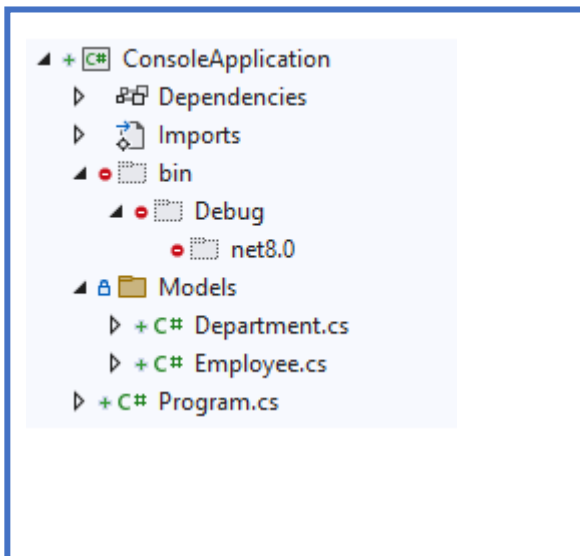 C# ConsoleApplication
Dependencies
Imports
bin
Debug
net8.0
Models
C# Department.cs
C# Employee.cs
C# Program.cs